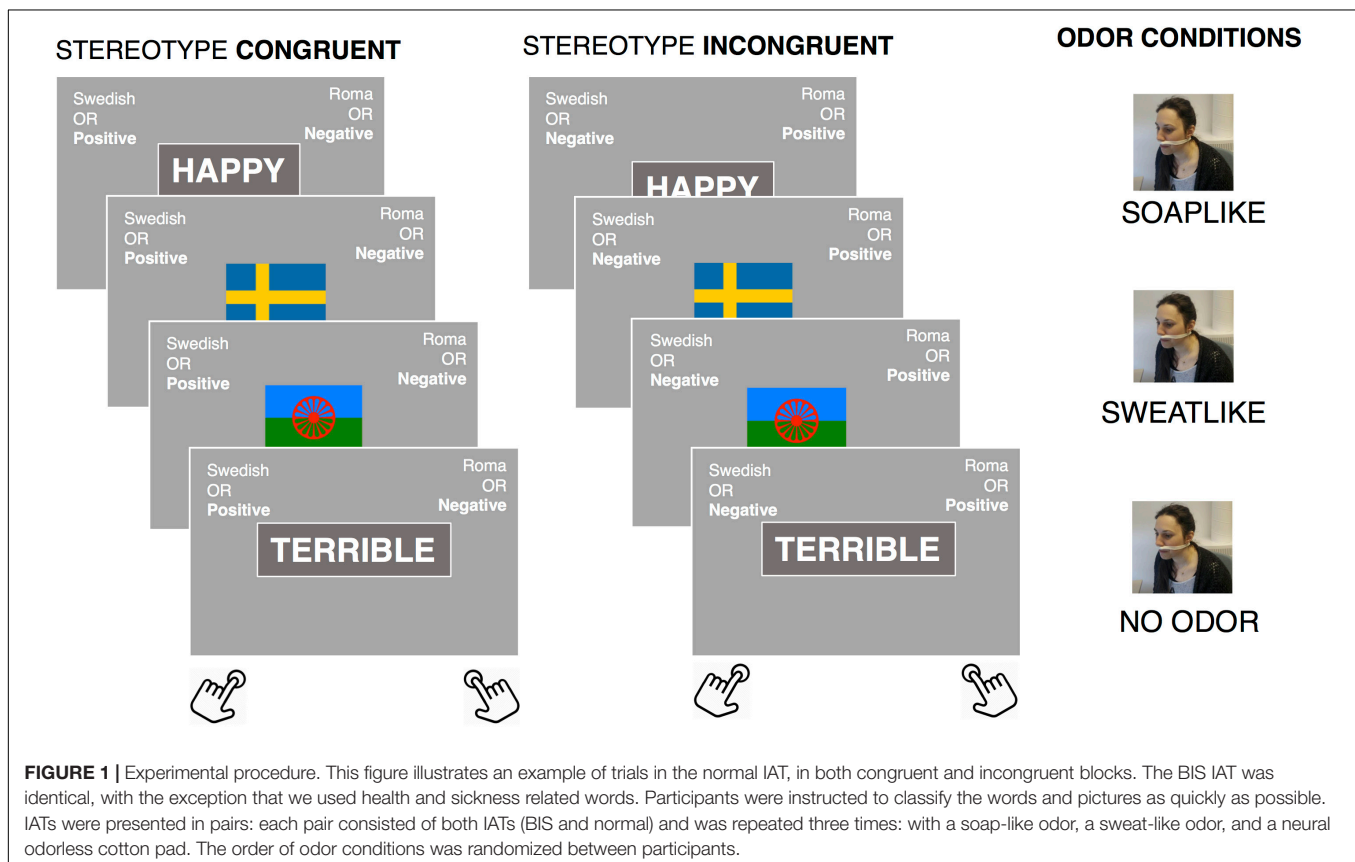 STEREOTYPE CONGRUENT
Swedish
OR
Positive
Roma
OR
Negative
HAPPY
Swedish
OR
Positive
Roma
OR
Negative
Swedish
OR
Positive
Roma
OR
Negative
Swedish
OR
Positive
Roma
OR
Negative
TERRIBLE
STEREOTYPE INCONGRUENT
Swedish
OR
Negative
Roma
OR
Positive
HAPPY
Swedish
OR
Negative
Roma
OR
Positive
Swedish
OR
Negative
Roma
OR
Positive
Swedish
OR
Negative
Roma
OR
Positive
TERRIBLE
ODOR CONDITIONS
SOAPLIKE
SWEATLIKE
NO ODOR
FIGURE 1 | Experimental procedure. This figure illustrates an example of trials in the normal IAT, in both congruent and incongruent blocks. The BIS IAT was
identical, with the exception that we used health and sickness related words. Participants were instructed to classify the words and pictures as quickly as possible.
IATs were presented in pairs: each pair consisted of both IATs (BIS and normal) and was repeated three times: with a soap-like odor, a sweat-like odor, and a neural
odorless cotton pad. The order of odor conditions was randomized between participants.